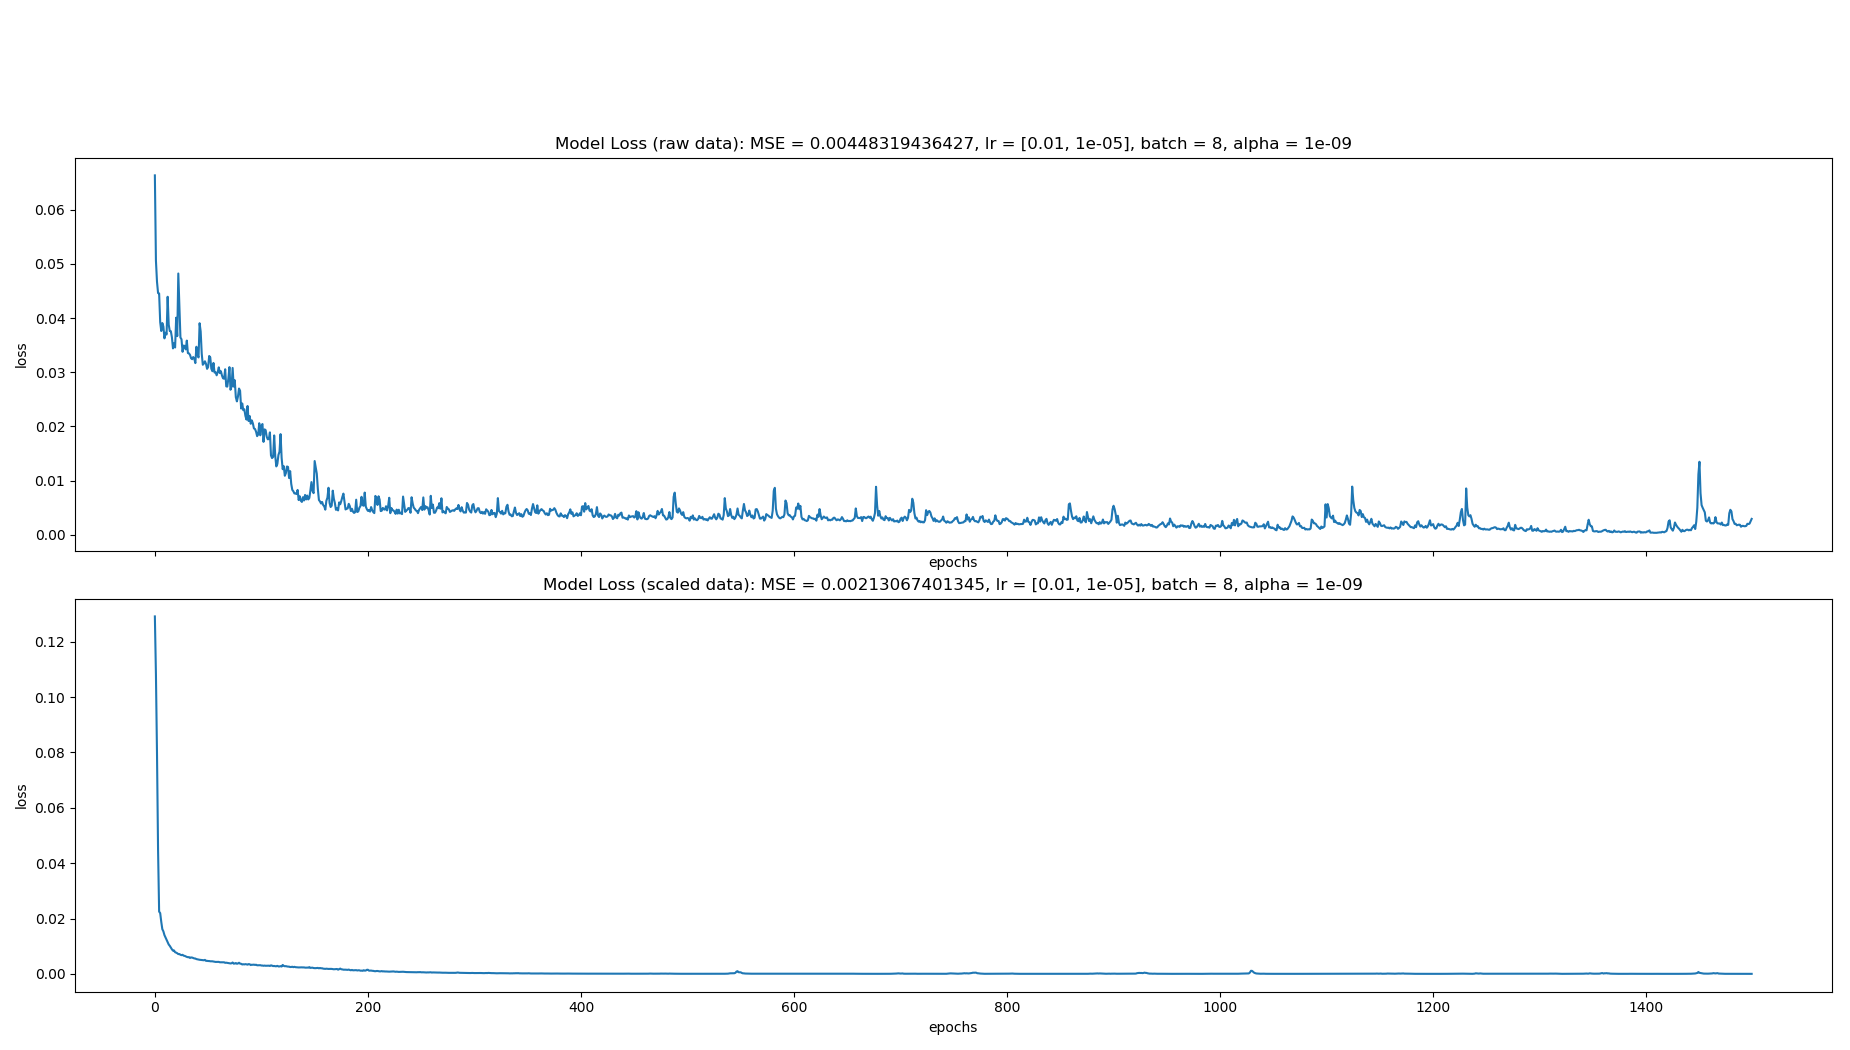 Model Loss (raw data): MSE = 0.00448319436427, lr = [0.01, 1e-05], batch = 8, alpha = 1e-09
0.06
0.05
0.04
0.03
0.02
0.01
0.00
loss
epochs
Model Loss (scaled data): MSE = 0.00213067401345, lr = [0.01, 1e-05], batch = 8, alpha = 1e-09
0.12
0.10
0.08
0.06
0.04
0.02
0.00
loss
0 200 400 600 800 1000 1200 1400
epochs